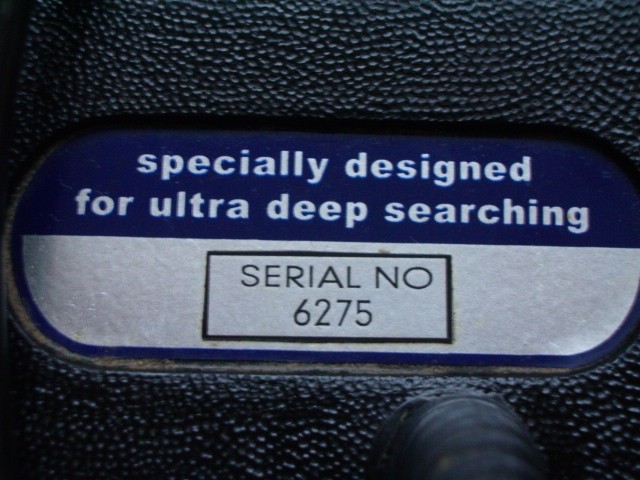 specially designed
for ultra deep searching
SERIAL NO
6275